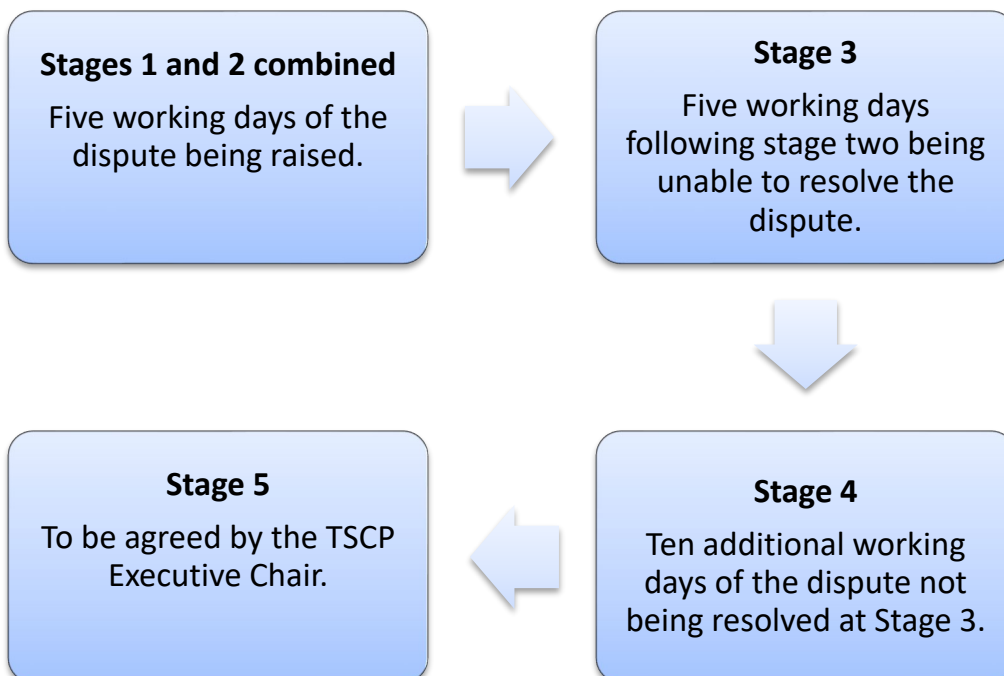 Stages 1 and 2 combined
Five working days of the
dispute being raised.
Stage 3
Five working days
following stage two being
unable to resolve the
dispute.
Stage 4
Ten additional working
days of the dispute not
being resolved at Stage 3.
Stage 5
To be agreed by the TSCP
Executive Chair.